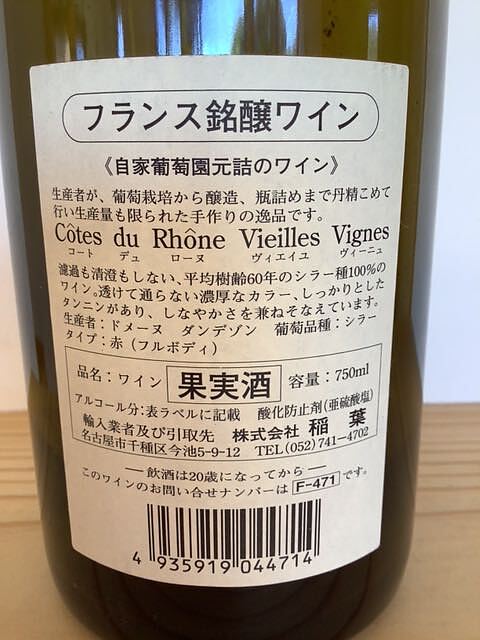 フランス銘醸ワイン
《自家葡萄園元詰のワイン》
生産者が、葡萄栽培から醸造、瓶詰めまで丹精こめて
行い生産量も限られた手作りの逸品です。
Côtes du Rhône Vieilles Vignes
コート デュ ローヌ ヴィエイユ ヴィーニュ
濾過も清澄もしない、平均樹齢60年のシラー種100%の
ワイン。透けて通らない濃厚なカラー、しっかりとした
タンニンがあり、しなやかさを兼ねそなえています。
生産者：ドメーヌ ダンデゾン 葡萄品種：シラー
タイプ：赤（フルボディ）
品名：ワイン 果実酒 容量：750ml
アルコール分：表ラベルに記載 酸化防止剤（亜硫酸塩）
輸入業者及び引取先 株式会社 稲葉
名古屋市千種区今池5-9-12 TEL(052)741-4702
― 飲酒は20歳になってから ―
このワインのお問い合せナンバーは F-471 です。
4 935919 044714